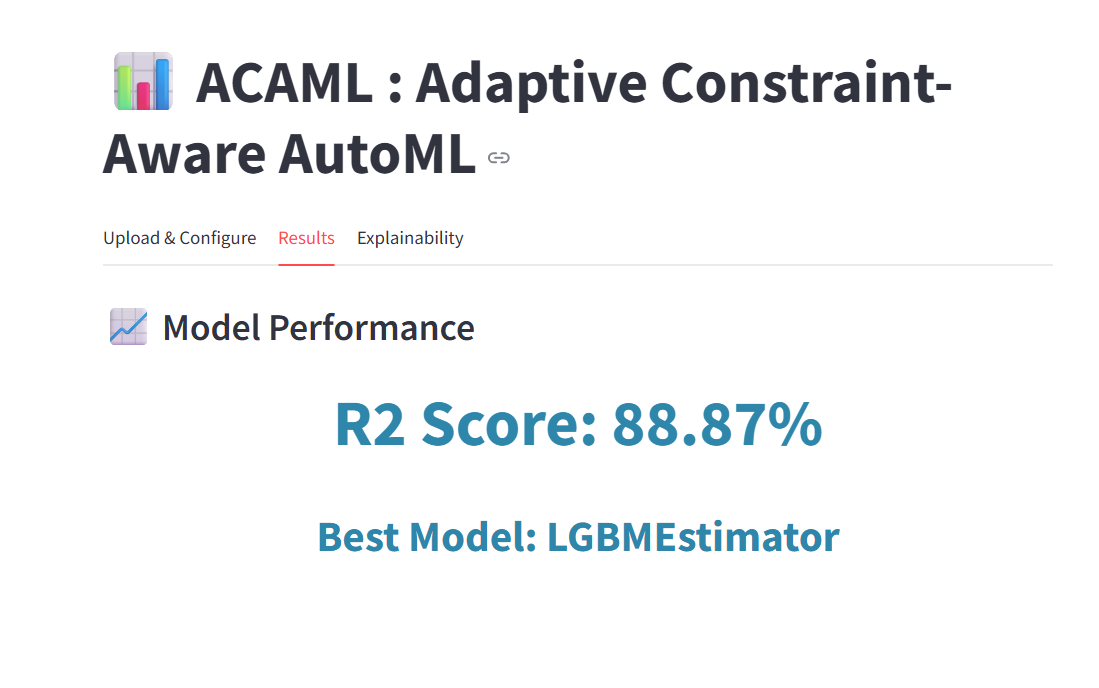 ACAML : Adaptive Constraint-
Aware AutoML
Upload & Configure Results Explainability
Model Performance
R2 Score: 88.87%
Best Model: LGBMEstimator